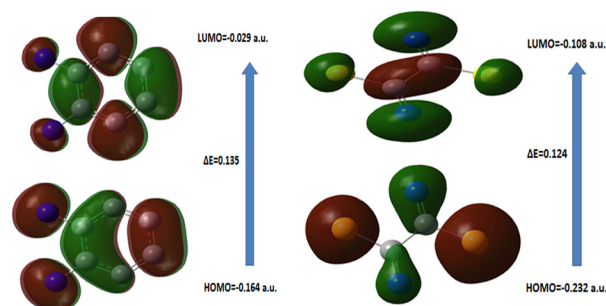 LUMO=-0.029 a.u.
ΔE=0.135
HOMO=-0.164 a.u.
LUMO=-0.108 a.u.
ΔE=0.124
HOMO=-0.232 a.u.